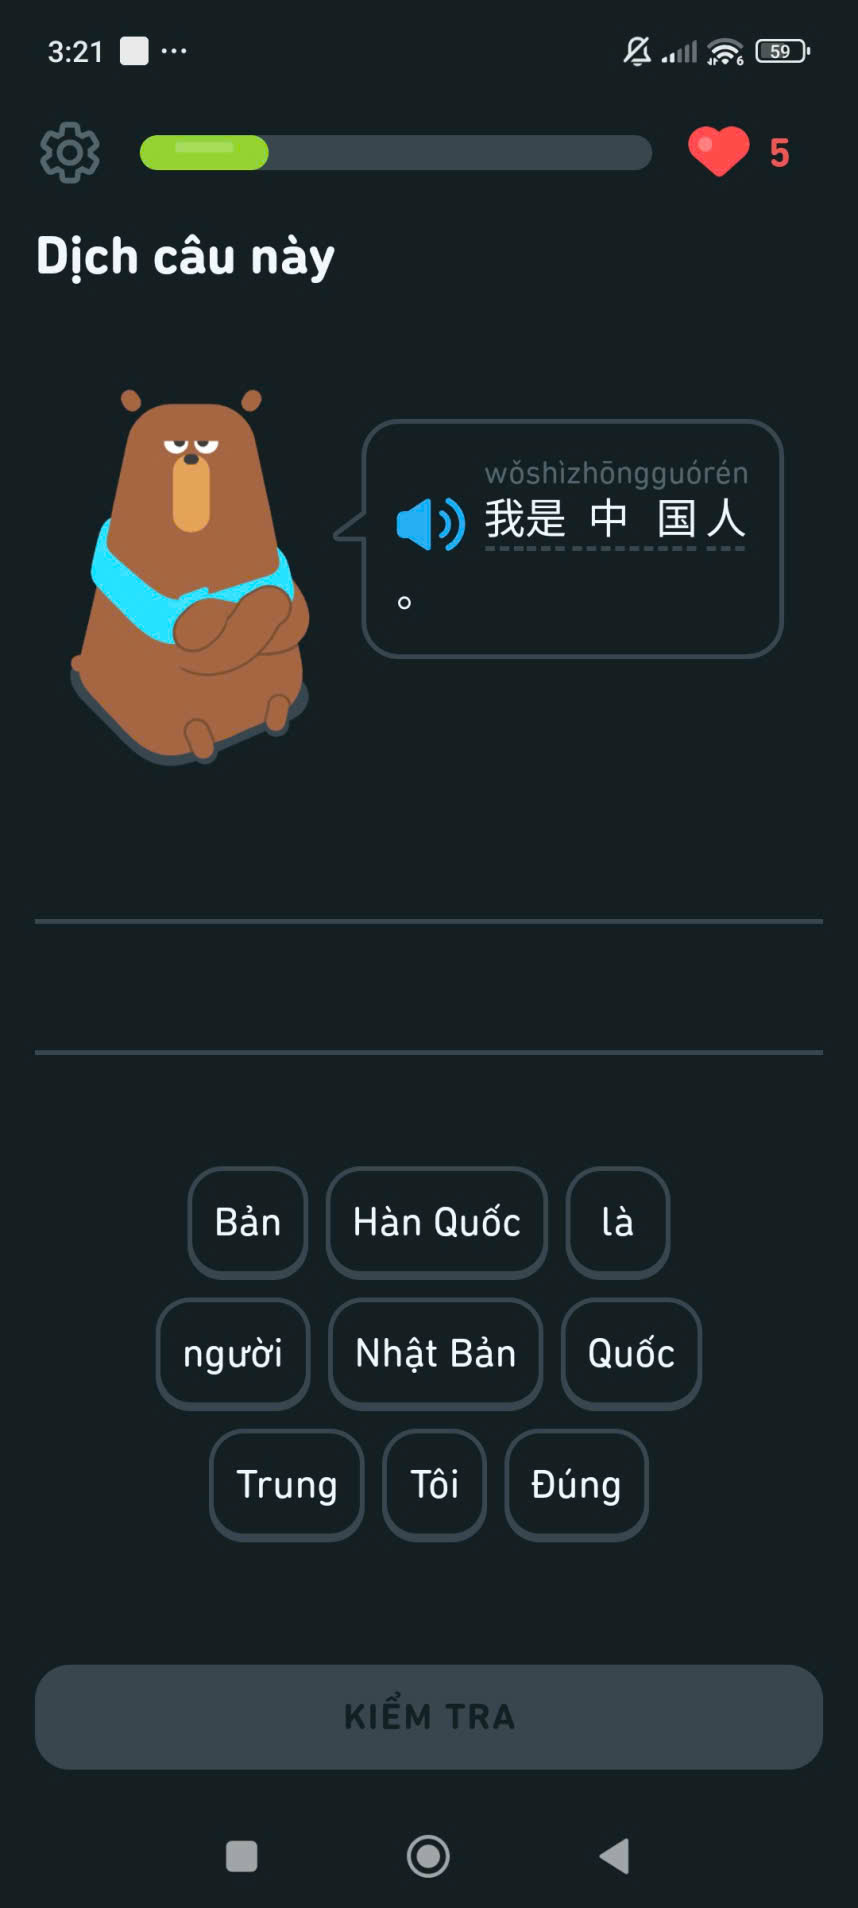 3:21 ... 6 59
5
Dịch câu này
wǒshìzhōngguórén
我是 中 国 人
。
Bản Hàn Quốc là
người Nhật Bản Quốc
Trung Tôi Đúng
KIỂM TRA